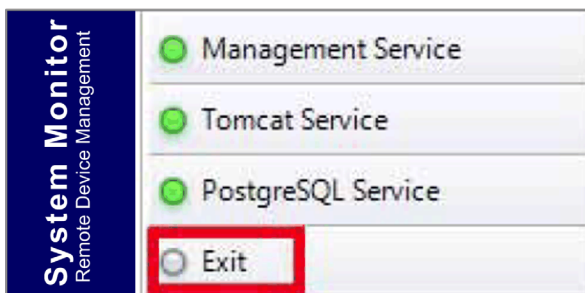 System Monitor
Remote Device Management
Management Service
Tomcat Service
PostgreSQL Service
Exit